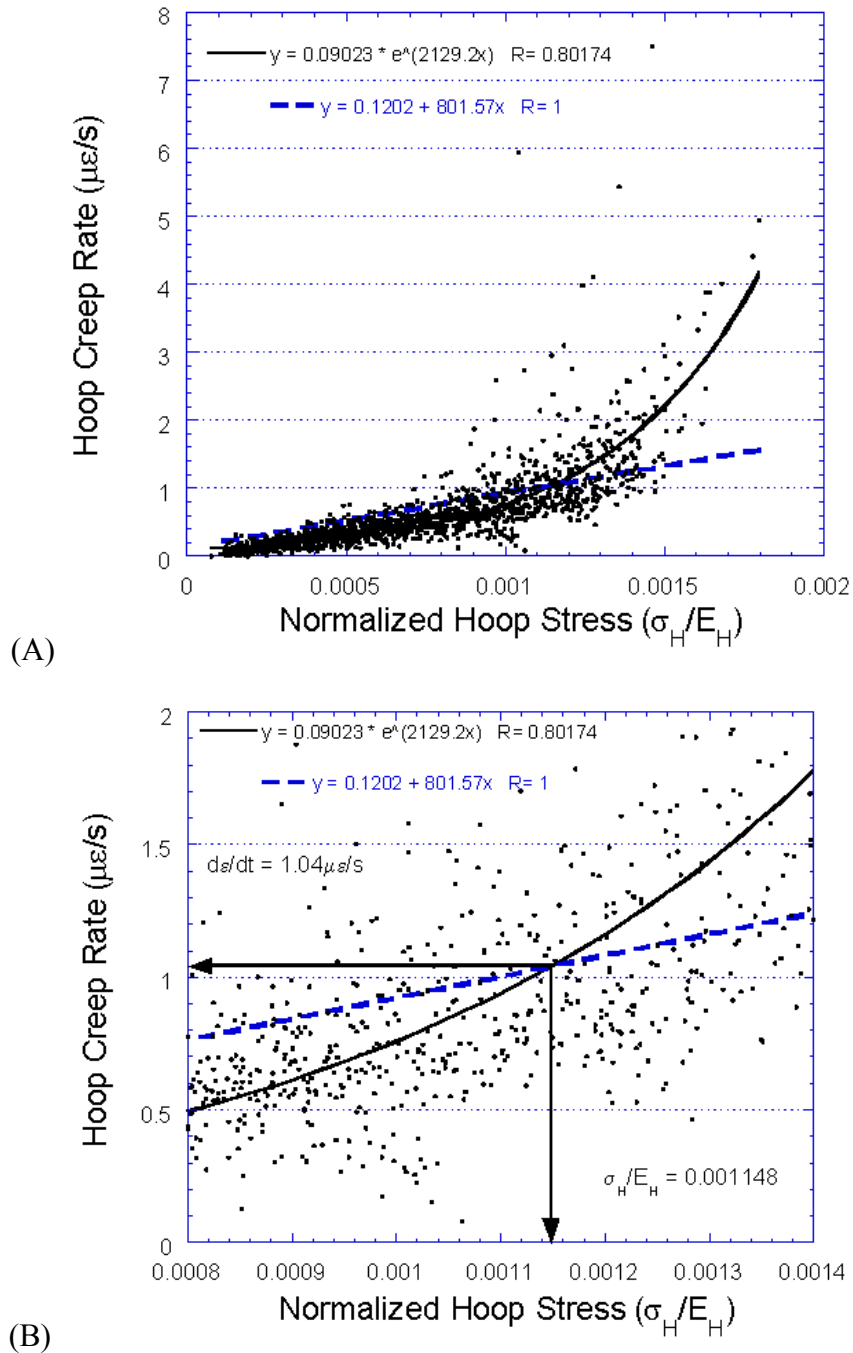 8
y = 0.09023 * e^(2129.2x) R= 0.80174
7
y = 0.1202 + 801.57x R= 1
6
5
4
3
2
1
0
Hoop Creep Rate (με/s)
0 0.0005 0.001 0.0015 0.002
Normalized Hoop Stress (σH/EH)
(A)
2
y = 0.09023 * e^(2129.2x) R= 0.80174
y = 0.1202 + 801.57x R= 1
1.5
dε/dt = 1.04με/s
1
0.5
σH/EH = 0.001148
0
Hoop Creep Rate (με/s)
0.0008 0.0009 0.001 0.0011 0.0012 0.0013 0.0014
Normalized Hoop Stress (σH/EH)
(B)